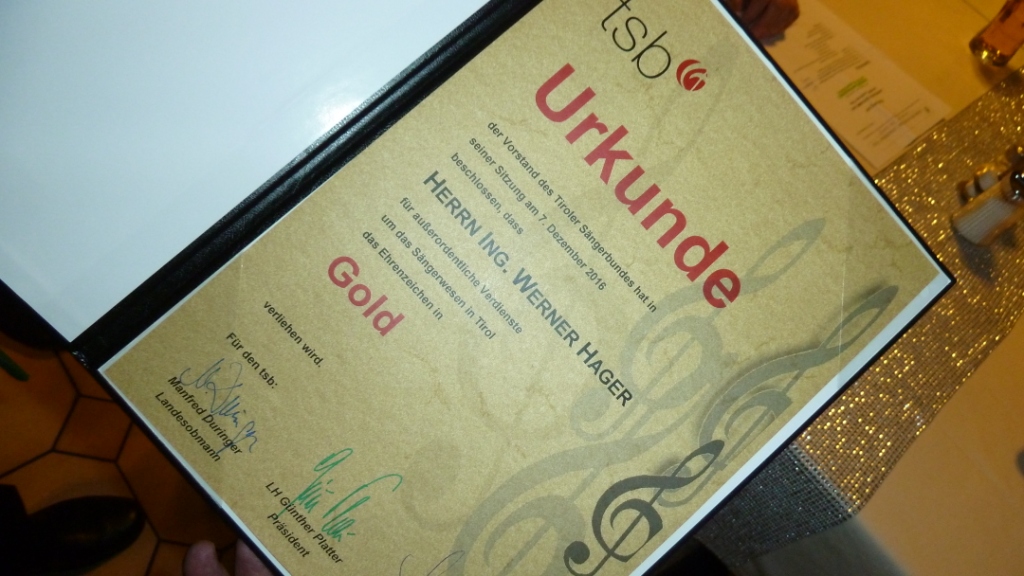 tsb
Urkunde
der Vorstand des Tiroler Sängerbundes hat in
seiner Sitzung am 7. Dezember 2016
beschlossen, dass
HERRN ING. WERNER HAGER
für außerordentliche Verdienste
um das Sängerwesen in Tirol
das Ehrenzeichen in
Gold
verliehen wird.
Für den tsb:
Manfred Duringer
Landesobmann
LH Günther Platter
Präsident